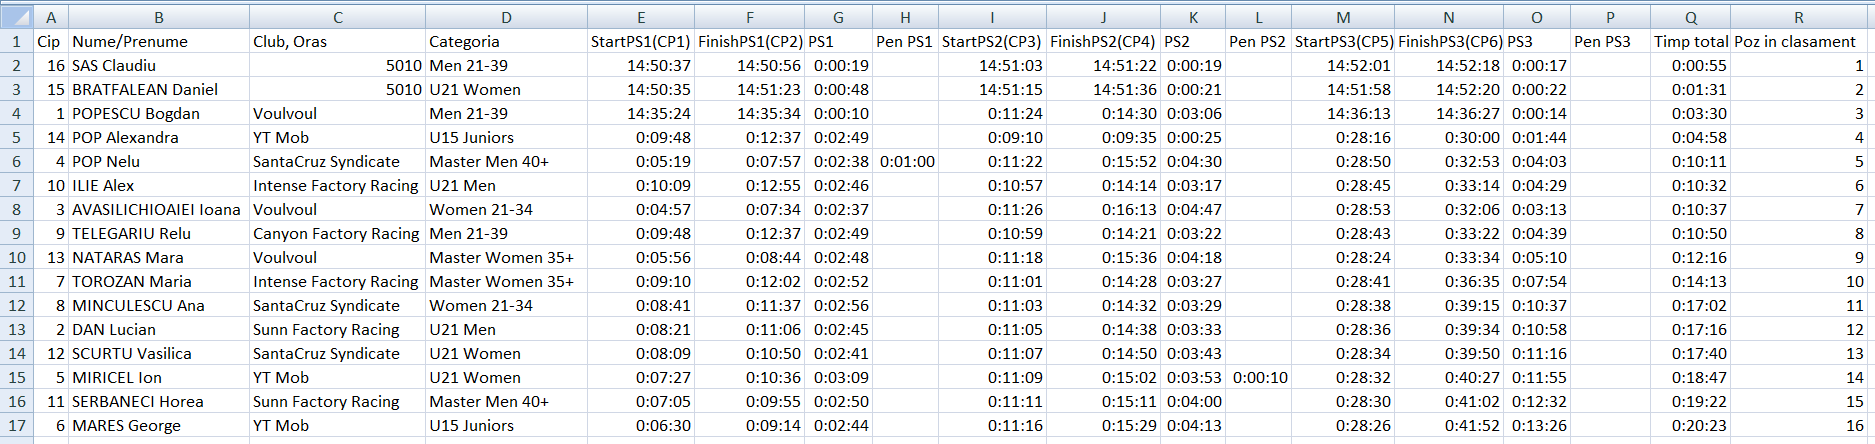 A B C D E F G H I J K L M N O P Q R
1 Cip Nume/Prenume Club, Oras Categoria StartPS1(CP1) FinishPS1(CP2) PS1 Pen PS1 StartPS2(CP3) FinishPS2(CP4) PS2 Pen PS2 StartPS3(CP5) FinishPS3(CP6) PS3 Pen PS3 Timp total Poz in clasament
2 16 SAS Claudiu 5010 Men 21-39 14:50:37 14:50:56 0:00:19 14:51:03 14:51:22 0:00:19 14:52:01 14:52:18 0:00:17 0:00:55 1
3 15 BRATFALEAN Daniel 5010 U21 Women 14:50:35 14:51:23 0:00:48 14:51:15 14:51:36 0:00:21 14:51:58 14:52:20 0:00:22 0:01:31 2
4 1 POPESCU Bogdan Voulvoul Men 21-39 14:35:24 14:35:34 0:00:10 0:11:24 0:14:30 0:03:06 14:36:13 14:36:27 0:00:14 0:03:30 3
5 14 POP Alexandra YT Mob U15 Juniors 0:09:48 0:12:37 0:02:49 0:09:10 0:09:35 0:00:25 0:28:16 0:30:00 0:01:44 0:04:58 4
6 4 POP Nelu SantaCruz Syndicate Master Men 40+ 0:05:19 0:07:57 0:02:38 0:01:00 0:11:22 0:15:52 0:04:30 0:28:50 0:32:53 0:04:03 0:10:11 5
7 10 ILIE Alex Intense Factory Racing U21 Men 0:10:09 0:12:55 0:02:46 0:10:57 0:14:14 0:03:17 0:28:45 0:33:14 0:04:29 0:10:32 6
8 3 AVASILICHIOAIEI Ioana Voulvoul Women 21-34 0:04:57 0:07:34 0:02:37 0:11:26 0:16:13 0:04:47 0:28:53 0:32:06 0:03:13 0:10:37 7
9 9 TELEGARIU Relu Canyon Factory Racing Men 21-39 0:09:48 0:12:37 0:02:49 0:10:59 0:14:21 0:03:22 0:28:43 0:33:22 0:04:39 0:10:50 8
10 13 NATARAS Mara Voulvoul Master Women 35+ 0:05:56 0:08:44 0:02:48 0:11:18 0:15:36 0:04:18 0:28:24 0:33:34 0:05:10 0:12:16 9
11 7 TOROZAN Maria Intense Factory Racing Master Women 35+ 0:09:10 0:12:02 0:02:52 0:11:01 0:14:28 0:03:27 0:28:41 0:36:35 0:07:54 0:14:13 10
12 8 MINCULESCU Ana SantaCruz Syndicate Women 21-34 0:08:41 0:11:37 0:02:56 0:11:03 0:14:32 0:03:29 0:28:38 0:39:15 0:10:37 0:17:02 11
13 2 DAN Lucian Sunn Factory Racing U21 Men 0:08:21 0:11:06 0:02:45 0:11:05 0:14:38 0:03:33 0:28:36 0:39:34 0:10:58 0:17:16 12
14 12 SCURTU Vasilica SantaCruz Syndicate U21 Women 0:08:09 0:10:50 0:02:41 0:11:07 0:14:50 0:03:43 0:28:34 0:39:50 0:11:16 0:17:40 13
15 5 MIRICEL Ion YT Mob U21 Women 0:07:27 0:10:36 0:03:09 0:11:09 0:15:02 0:03:53 0:00:10 0:28:32 0:40:27 0:11:55 0:18:47 14
16 11 SERBANECI Horea Sunn Factory Racing Master Men 40+ 0:07:05 0:09:55 0:02:50 0:11:11 0:15:11 0:04:00 0:28:30 0:41:02 0:12:32 0:19:22 15
17 6 MARES George YT Mob U15 Juniors 0:06:30 0:09:14 0:02:44 0:11:16 0:15:29 0:04:13 0:28:26 0:41:52 0:13:26 0:20:23 16